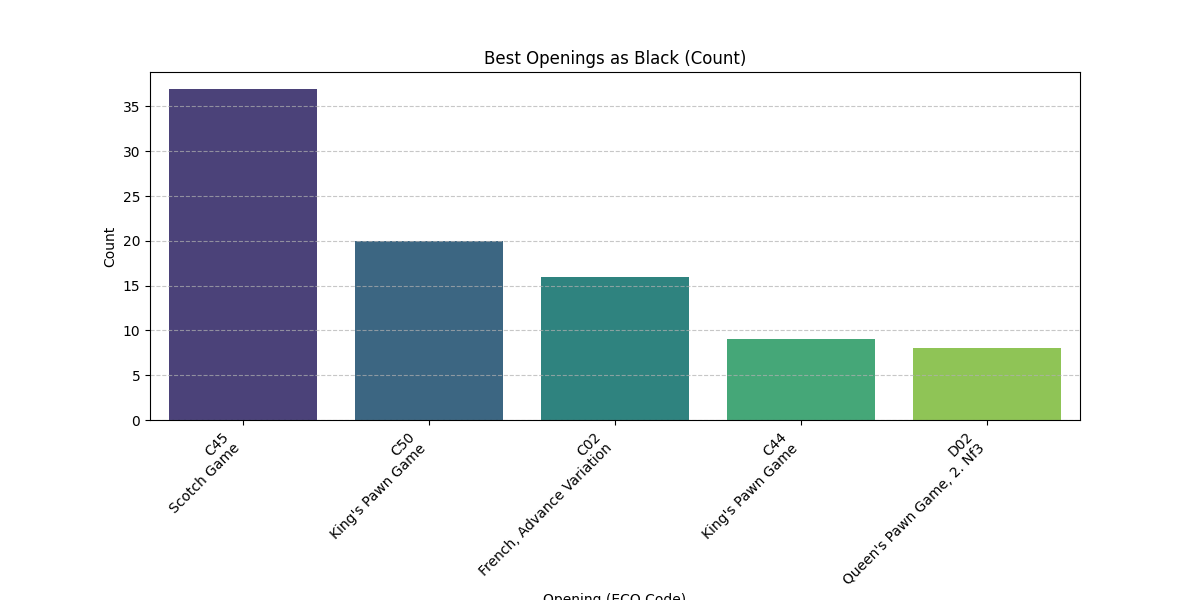 Best Openings as Black (Count)
Count
35
30
25
20
15
10
5
0
C45
Scotch Game
C50
King's Pawn Game
C02
French, Advance Variation
C44
King's Pawn Game
D02
Queen's Pawn Game, 2. Nf3
Opening (ECO Code)